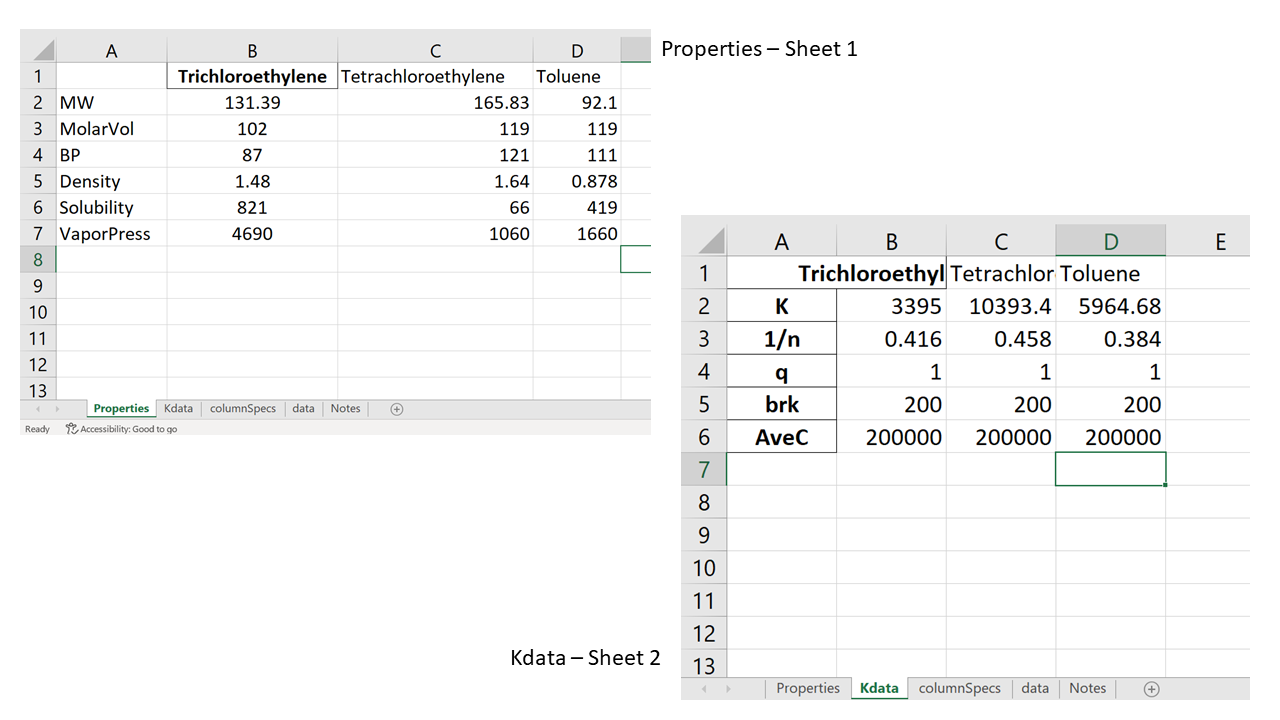 Properties – Sheet 1
A B C D
1 Trichloroethylene Tetrachloroethylene Toluene
2 MW 131.39 165.83 92.1
3 MolarVol 102 119 119
4 BP 87 121 111
5 Density 1.48 1.64 0.878
6 Solubility 821 66 419
7 VaporPress 4690 1060 1660
8
9
10
11
12
13
Properties Kdata columnSpecs data Notes
Ready Accessibility: Good to go
Kdata – Sheet 2
A B C D E
1 Trichloroethyl Tetrachlor Toluene
2 K 3395 10393.4 5964.68
3 1/n 0.416 0.458 0.384
4 q 1 1 1
5 brk 200 200 200
6 AveC 200000 200000 200000
7
8
9
10
11
12
13
Properties Kdata columnSpecs data Notes